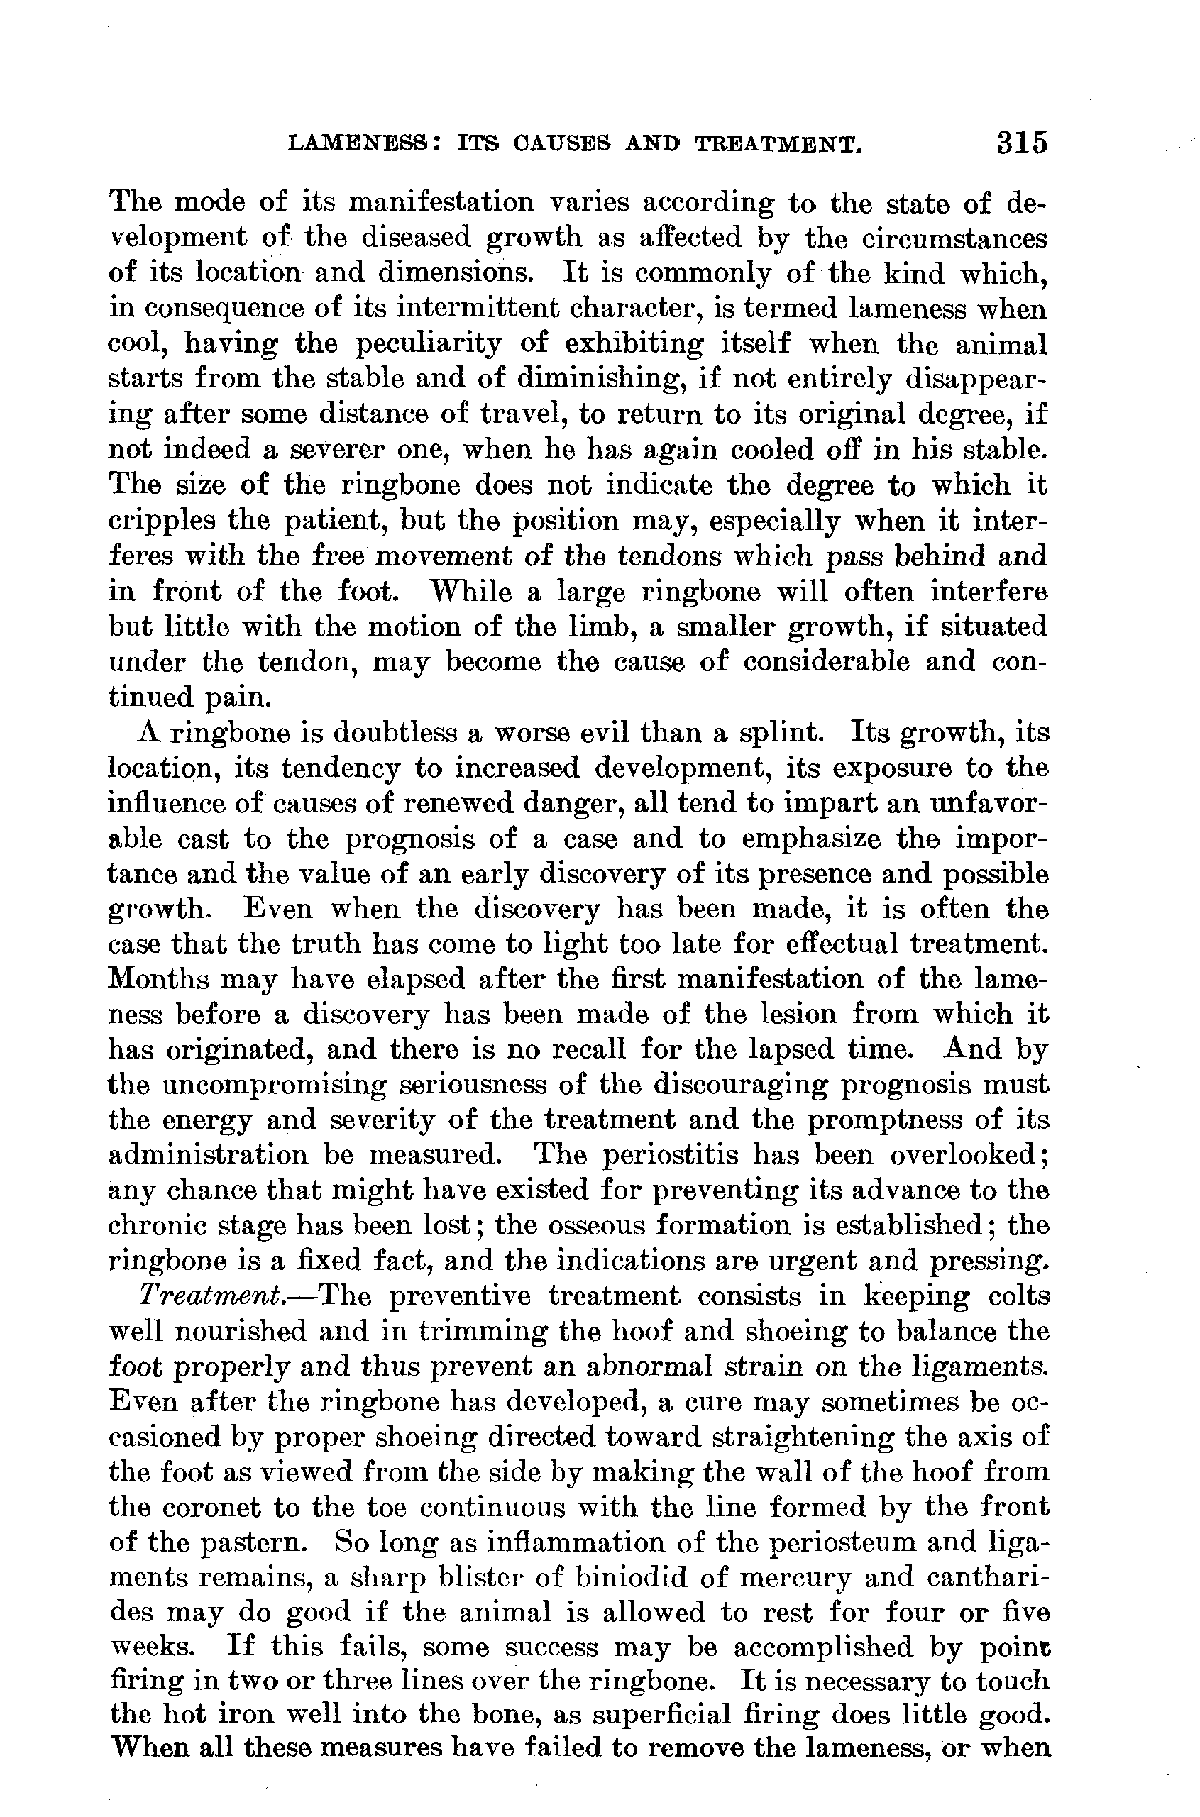 LAMENESS: ITS CAUSES AND TREATMENT. 315
The mode of its manifestation varies according to the state of de-
velopment of the diseased growth as affected by the circumstances
of its location and dimensions. It is commonly of the kind which,
in consequence of its intermittent character, is termed lameness when
cool, having the peculiarity of exhibiting itself when the animal
starts from the stable and of diminishing, if not entirely disappear-
ing after some distance of travel, to return to its original degree, if
not indeed a severer one, when he has again cooled off in his stable.
The size of the ringbone does not indicate the degree to which it
cripples the patient, but the position may, especially when it inter-
feres with the free movement of the tendons which pass behind and
in front of the foot. While a large ringbone will often interfere
but little with the motion of the limb, a smaller growth, if situated
under the tendon, may become the cause of considerable and con-
tinued pain.
A ringbone is doubtless a worse evil than a splint. Its growth, its
location, its tendency to increased development, its exposure to the
influence of causes of renewed danger, all tend to impart an unfavor-
able cast to the prognosis of a case and to emphasize the impor-
tance and the value of an early discovery of its presence and possible
growth. Even when the discovery has been made, it is often the
case that the truth has come to light too late for effectual treatment.
Months may have elapsed after the first manifestation of the lame-
ness before a discovery has been made of the lesion from which it
has originated, and there is no recall for the lapsed time. And by
the uncompromising seriousness of the discouraging prognosis must
the energy and severity of the treatment and the promptness of its
administration be measured. The periostitis has been overlooked;
any chance that might have existed for preventing its advance to the
chronic stage has been lost; the osseous formation is established; the
ringbone is a fixed fact, and the indications are urgent and pressing.
Treatment.—The preventive treatment consists in keeping colts
well nourished and in trimming the hoof and shoeing to balance the
foot properly and thus prevent an abnormal strain on the ligaments.
Even after the ringbone has developed, a cure may sometimes be oc-
casioned by proper shoeing directed toward straightening the axis of
the foot as viewed from the side by making the wall of the hoof from
the coronet to the toe continuous with the line formed by the front
of the pastern. So long as inflammation of the periosteum and liga-
ments remains, a sharp blister of biniodid of mercury and canthari-
des may do good if the animal is allowed to rest for four or five
weeks. If this fails, some success may be accomplished by point
firing in two or three lines over the ringbone. It is necessary to touch
the hot iron well into the bone, as superficial firing does little good.
When all these measures have failed to remove the lameness, or when